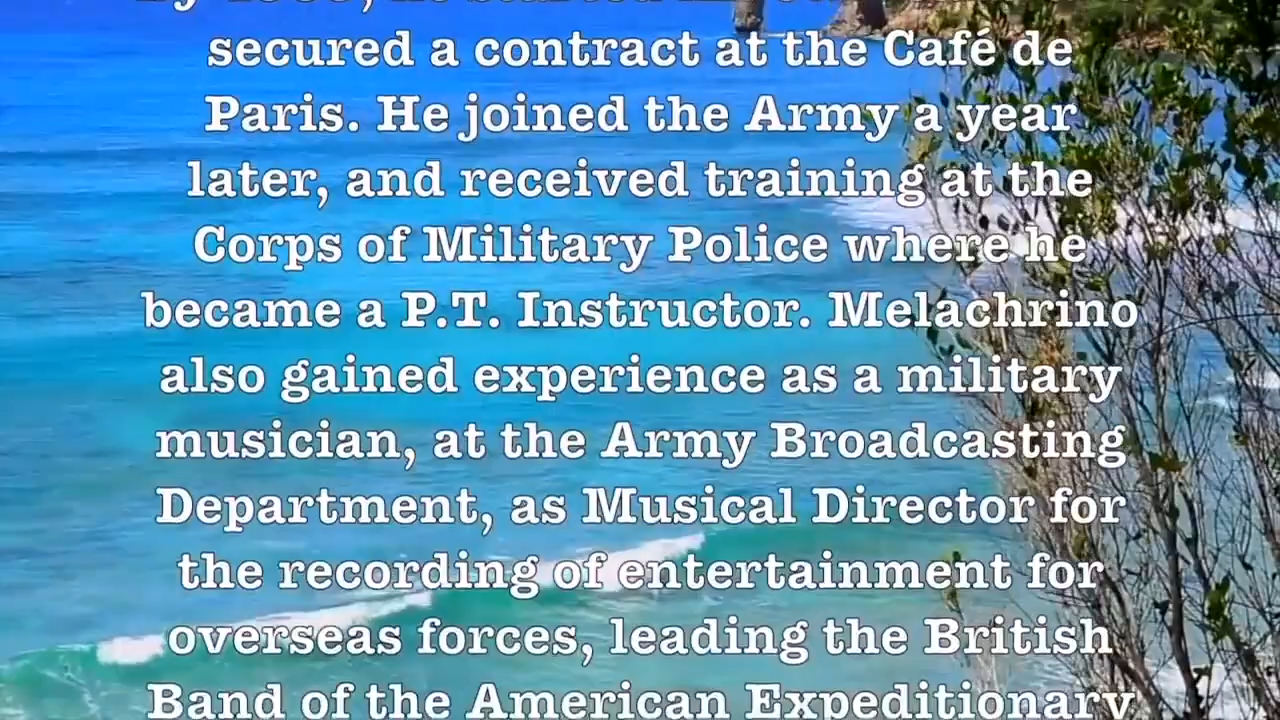 secured a contract at the Café de
Paris. He joined the Army a year
later, and received training at the
Corps of Military Police where he
became a P.T. Instructor. Melachrino
also gained experience as a military
musician, at the Army Broadcasting
Department, as Musical Director for
the recording of entertainment for
overseas forces, leading the British
Band of the American Expeditionary